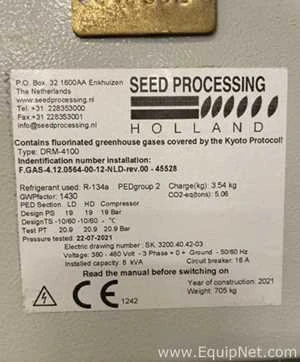 P.O. Box. 32 1600AA Enkhuizen
The Netherlands
www.seedprocessing.nl
Tel. +31 228353000
F.+31 228353001
info@seedprocessing.nl
SEED PROCESSING
HOLLAND
Contains fluorinated greenhouse gases covered by the Kyoto Protocol!
Type: DRM-4100
Indentification number installation:
F.GAS-4.12.0564-00-12-NLD-rev.00 - 45528
Refrigerant used: R-134a PEDgroup 2 Charge(kg): 3.54 kg
GWPfactor: 1430 CO2-eq(tons): 5.06
PED Section LD HD Compressor
Design PS 19 19 19 Bar
DesignTS -10/60 -10/60 - °C
Test PT 20.9 20.9 20.9 Bar
Pressure tested: 22-07-2021
Electric drawing number : SK, 3200.40.42-03
Voltage: 380 - 480 Volt - 3 Phase + 0 + Ground - 50/60 Hz
Installed capacity: 8 kVA Circuit breaker: 16 A
Read the manual before switching on
CE
1242
Year of construction: 2021
Weight: 705 kg
EquipNet